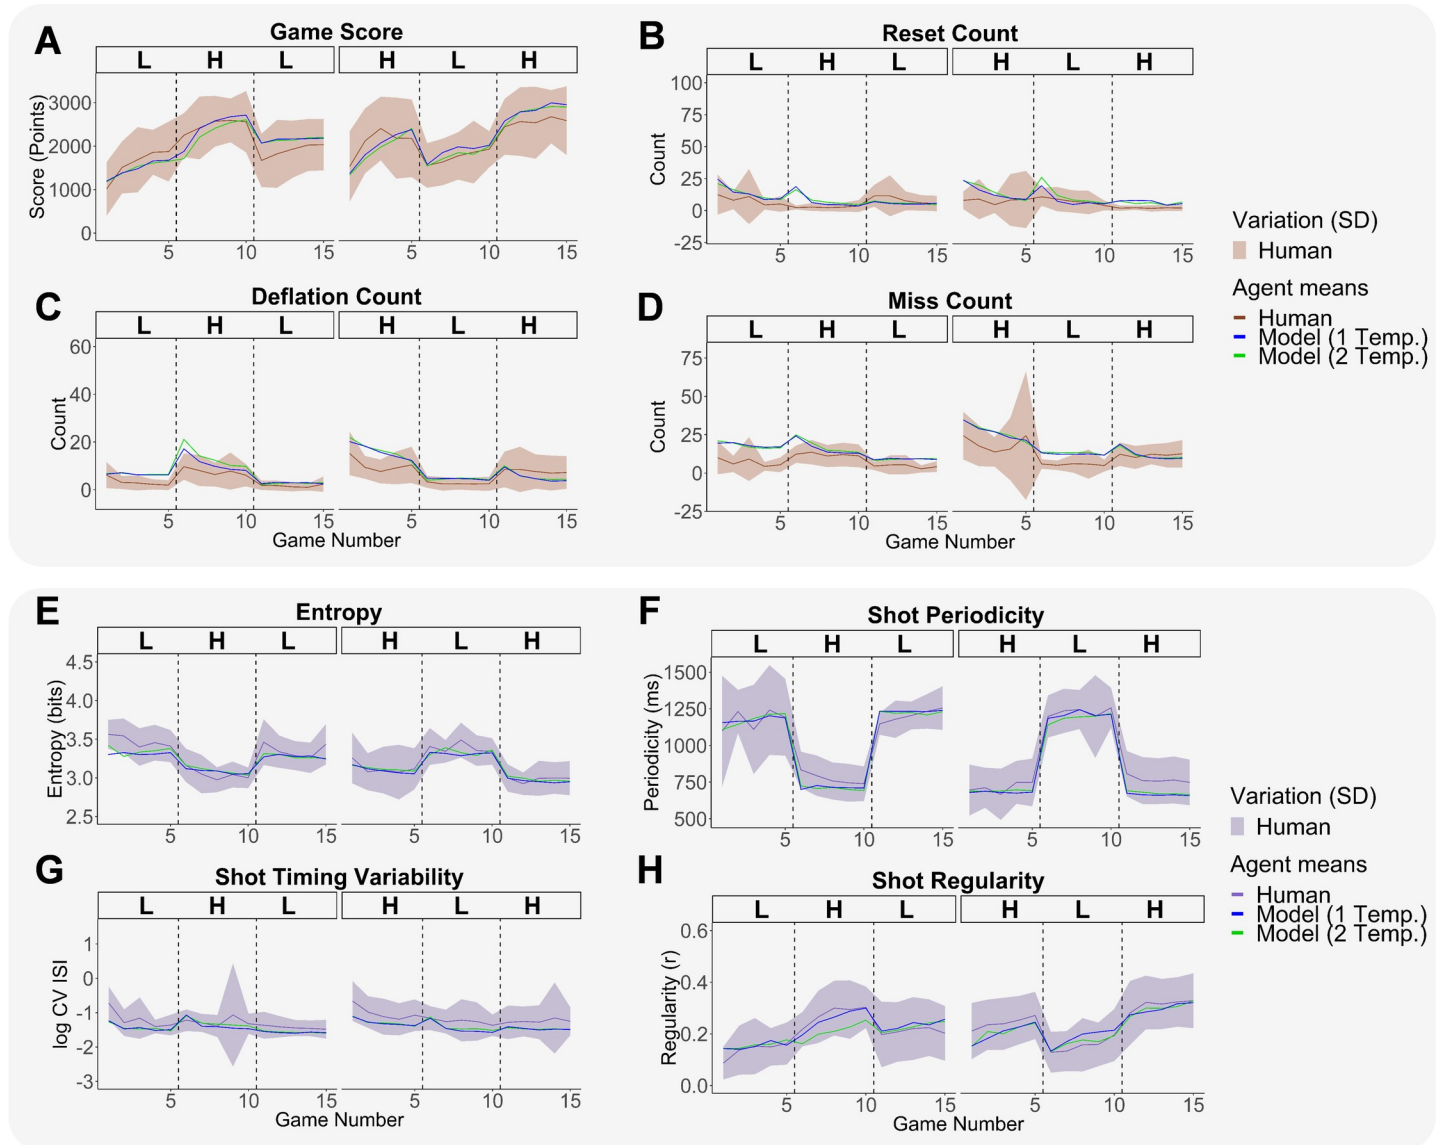 A
Game Score
L H L
H L H
Score (Points)
3000
2000
1000
0
5 10 15
5 10 15
B
Reset Count
L H L
H L H
Count
100
75
50
25
0
-25
5 10 15
5 10 15
C
Deflation Count
L H L
H L H
Count
60
40
20
0
5 10 15
5 10 15
Game Number
D
Miss Count
L H L
H L H
Count
75
50
25
0
-25
5 10 15
5 10 15
Game Number
Variation (SD)
Human
Agent means
Human
Model (1 Temp.)
Model (2 Temp.)
E
Entropy
L H L
H L H
Entropy (bits)
4.5
4.0
3.5
3.0
2.5
5 10 15
5 10 15
F
Shot Periodicity
L H L
H L H
Periodicity (ms)
1500
1250
1000
750
500
5 10 15
5 10 15
G
Shot Timing Variability
L H L
H L H
log CV ISI
1
0
-1
-2
-3
5 10 15
5 10 15
Game Number
H
Shot Regularity
L H L
H L H
Regularity (r)
0.6
0.4
0.2
0.0
5 10 15
5 10 15
Game Number
Variation (SD)
Human
Agent means
Human
Model (1 Temp.)
Model (2 Temp.)